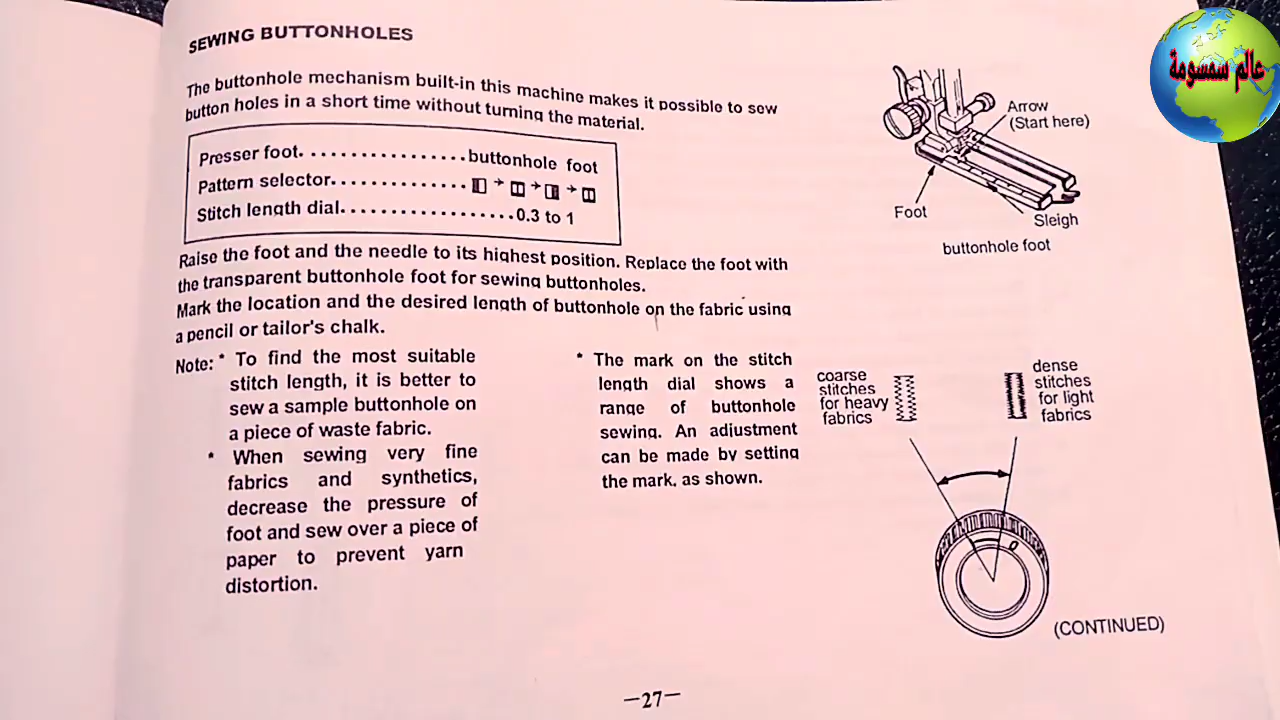 SEWING BUTTONHOLES
The buttonhole mechanism built-in this machine makes it possible to sew
button holes in a short time without turning the material.
Presser foot. . . . . . . . . . . . . . . . .buttonhole foot
Pattern selector. . . . . . . . . . . . . .
Stitch length dial. . . . . . . . . . . . . . . . . .0.3 to 1
Raise the foot and the needle to its highest position. Replace the foot with
the transparent buttonhole foot for sewing buttonholes.
Mark the location and the desired length of buttonhole on the fabric using
a pencil or tailor's chalk.
Note: * To find the most suitable
stitch length, it is better to
sew a sample buttonhole on
a piece of waste fabric.
* When sewing very fine
fabrics and synthetics,
decrease the pressure of
foot and sew over a piece of
paper to prevent yarn
distortion.
* The mark on the stitch
length dial shows a
range of buttonhole
sewing. An adjustment
can be made by setting
the mark, as shown.
Arrow
(Start here)
Foot
Sleigh
buttonhole foot
coarse
stitches
for heavy
fabrics
dense
stitches
for light
fabrics
0
(CONTINUED)
—27—
عالم سمسومة